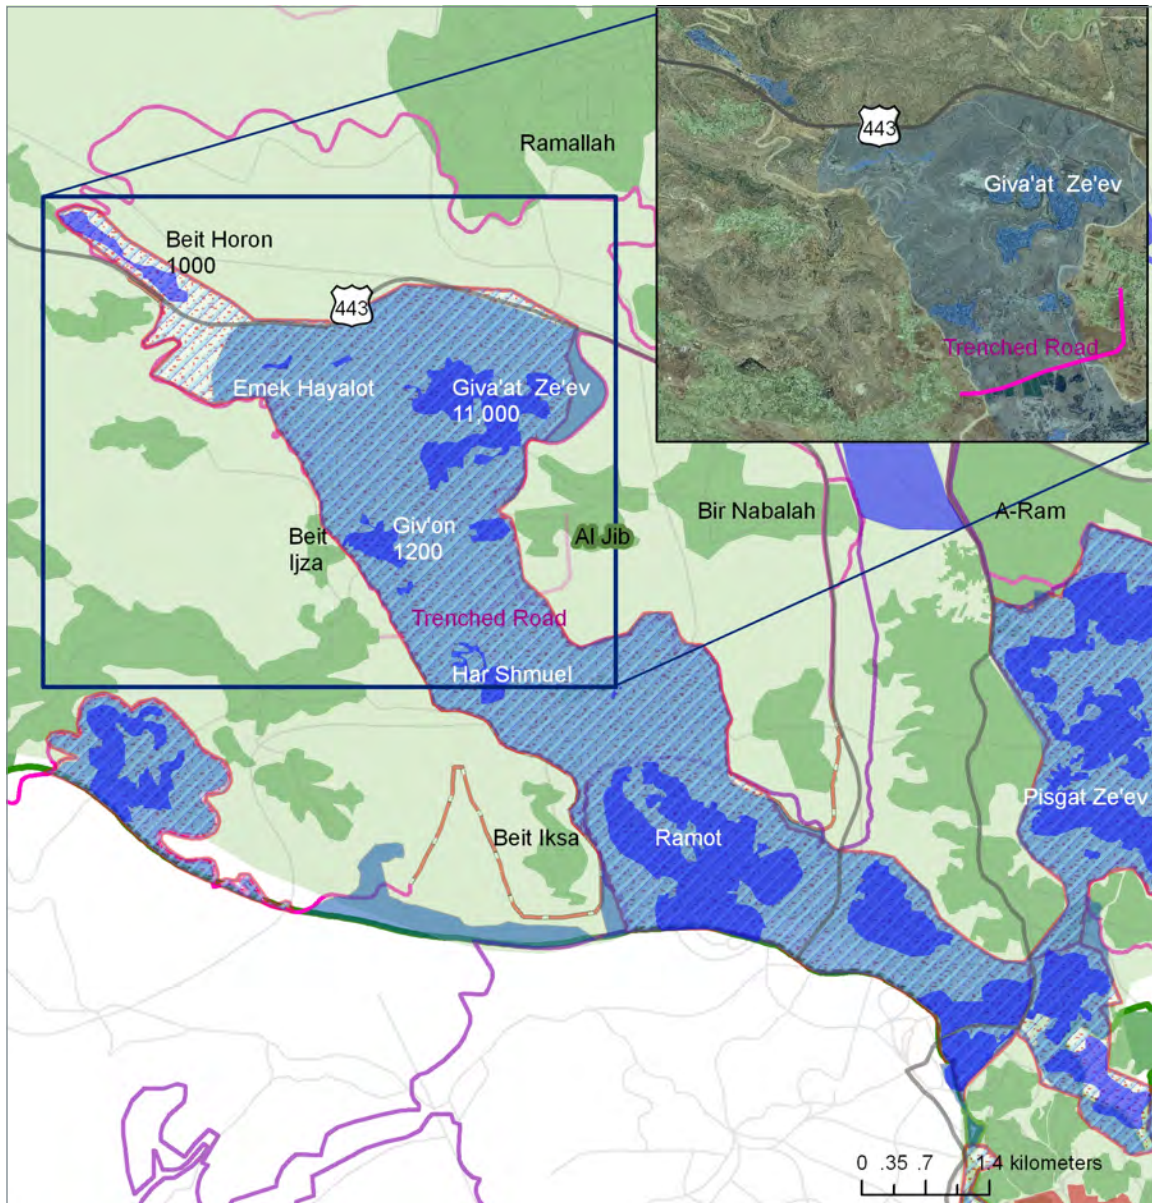 Ramallah
443
Giva'at Ze'ev
Trenched Road
Beit Horon
1000
443
Emek Hayalot
Giva'at Ze'ev
11,000
Giv'on
1200
Beit
Ijza
Al Jib
Bir Nabalah
A-Ram
Trenched Road
Har Shmuel
Pisgat Ze'ev
Beit Iksa
Ramot
0 .35 .7 1.4 kilometers